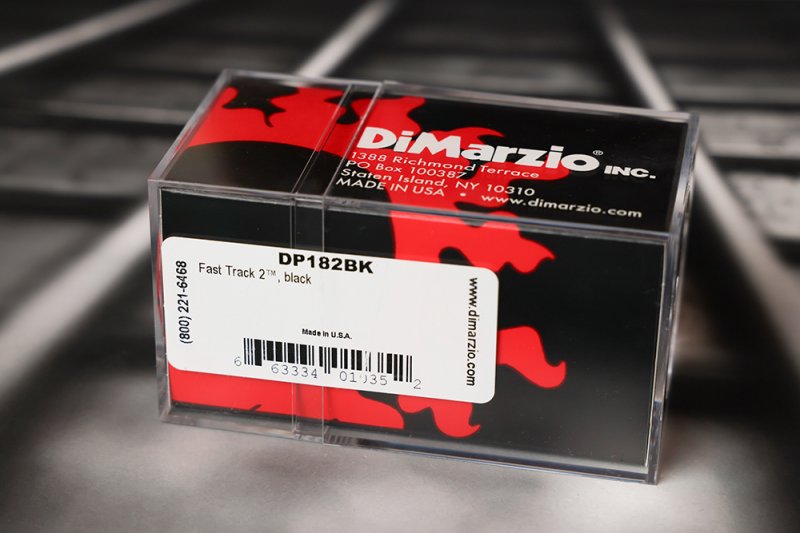 DiMarzio® INC.
1388 Richmond Terrace
PO Box 100387
Staten Island, NY 10310
MADE IN USA • www.dimarzio.com
DP182BK
Fast Track 2™, black
(800) 221-6468
www.dimarzio.com
Made in U.S.A.
6 63334 01035 2